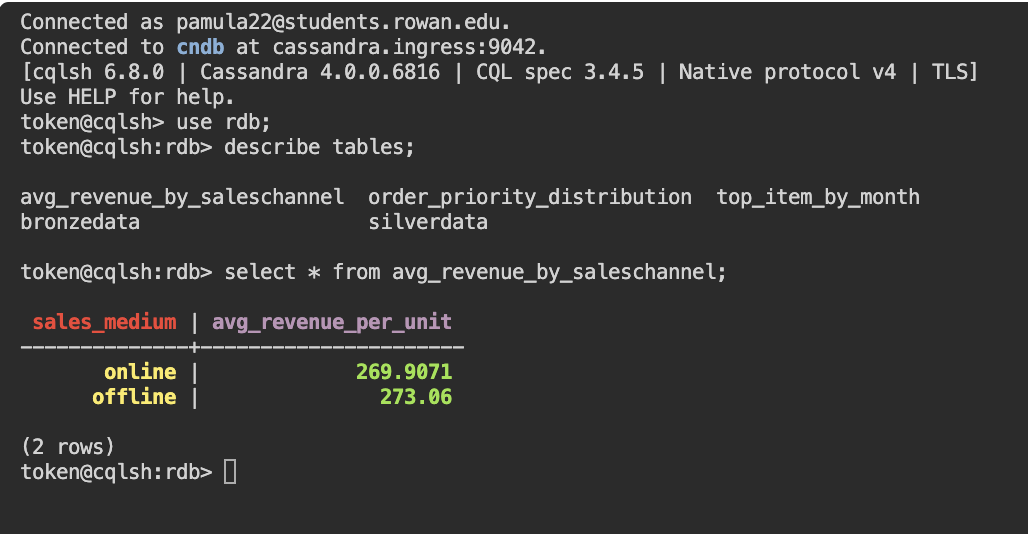 Connected as pamula22@students.rowan.edu.
Connected to cndb at cassandra.ingress:9042.
[cqlsh 6.8.0 | Cassandra 4.0.0.6816 | CQL spec 3.4.5 | Native protocol v4 | TLS]
Use HELP for help.
token@cqlsh> use rdb;
token@cqlsh:rdb> describe tables;
avg_revenue_by_saleschannel  order_priority_distribution  top_item_by_month
bronzedata                   silverdata
token@cqlsh:rdb> select * from avg_revenue_by_saleschannel;
 sales_medium | avg_revenue_per_unit
--------------+----------------------
       online |             269.9071
      offline |               273.06
(2 rows)
token@cqlsh:rdb>